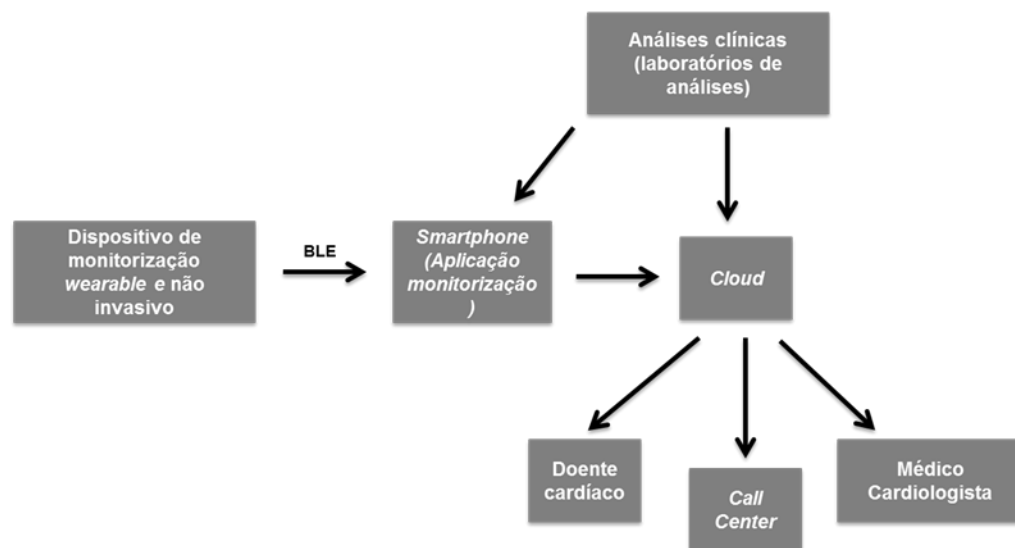 Análises clínicas
(laboratórios de
análises)
Dispositivo de
monitorização
wearable e não
invasivo
BLE
Smartphone
(Aplicação
monitorização
)
Cloud
Doente
cardíaco
Call
Center
Médico
Cardiologista